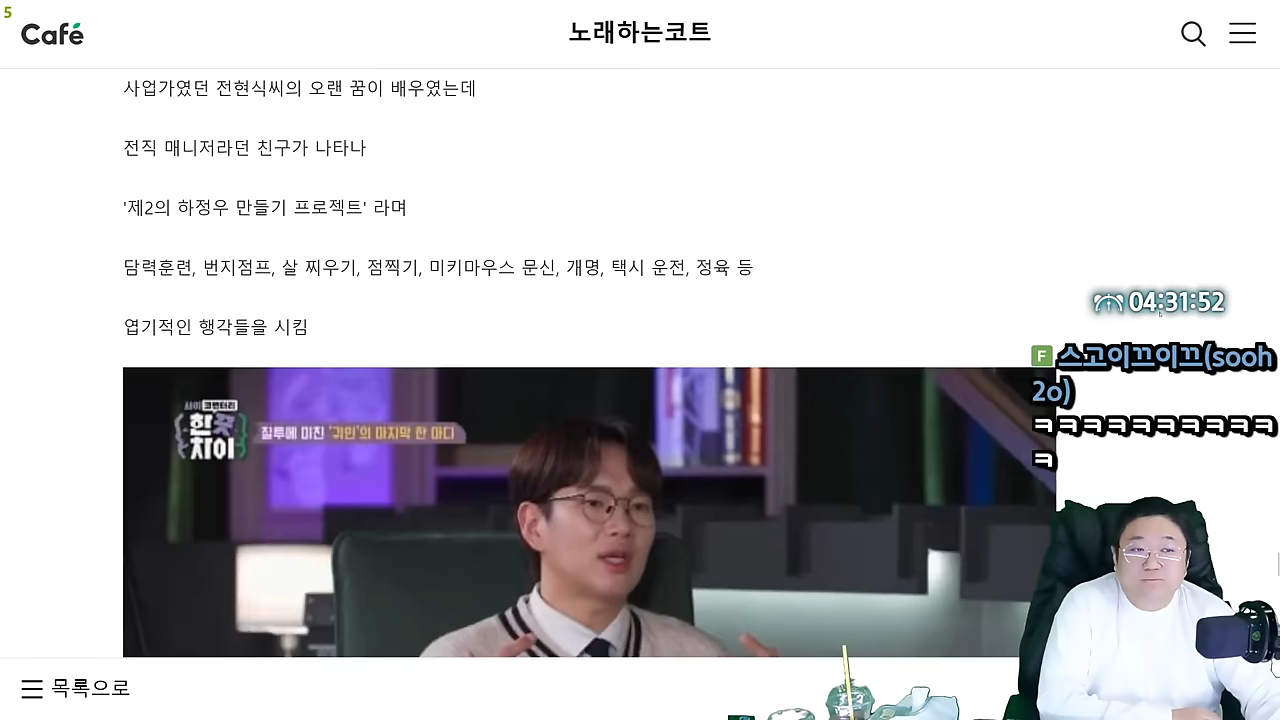 5
Café
노래하는코트
사업가였던 전현식씨의 오랜 꿈이 배우였는데
전직 매니저라던 친구가 나타나
'제2의 하정우 만들기 프로젝트' 라며
담력훈련, 번지점프, 살 찌우기, 점찍기, 미키마우스 문신, 개명, 택시 운전, 정육 등
엽기적인 행각들을 시킴
04:31:52
F 스고이끄이끄(sooh
2o)
ㅋㅋㅋㅋㅋㅋㅋㅋㅋㅋ
ㅋ
서이코멘터리
한끗
차이
질투에 미친 '귀인'의 마지막 한 마디
목록으로